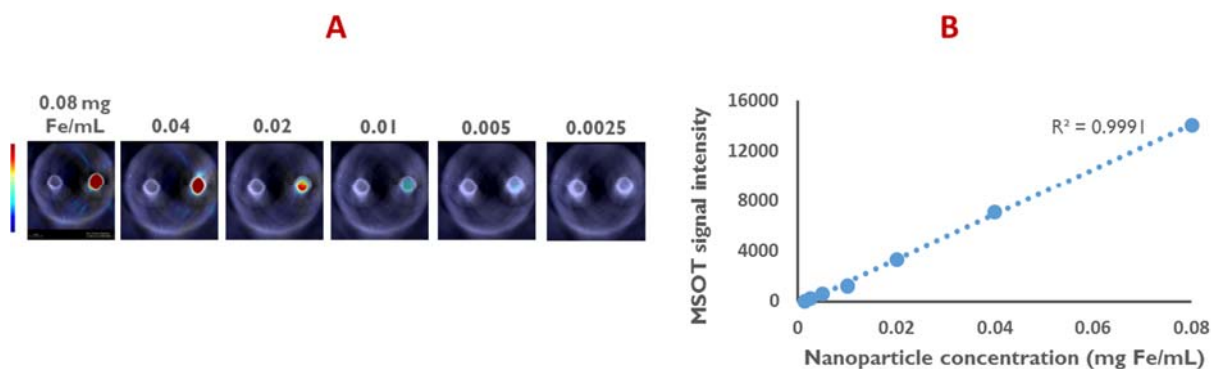 A
B
0.08 mg
Fe/mL
0.04
0.02
0.01
0.005
0.0025
16000
12000
8000
4000
0
MSOT signal intensity
R² = 0.9991
0
0.02
0.04
0.06
0.08
Nanoparticle concentration (mg Fe/mL)